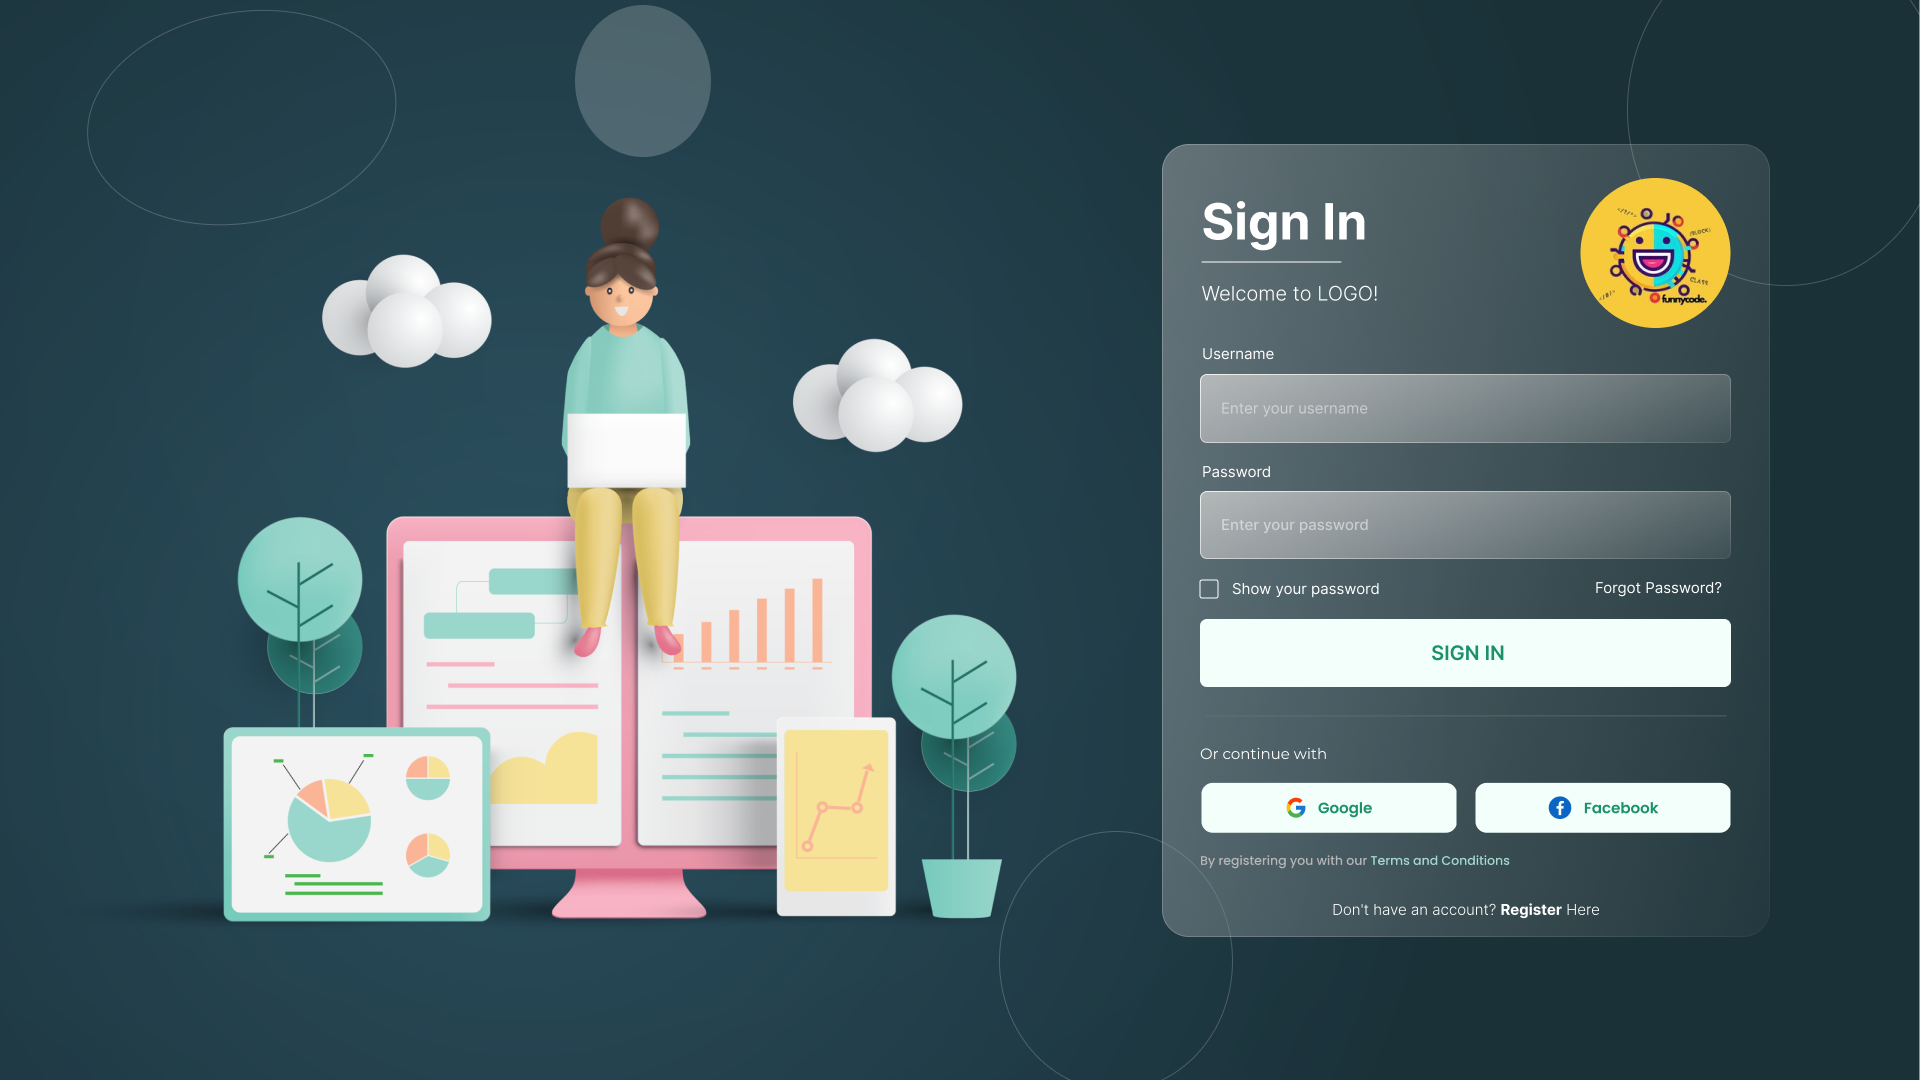 Sign In
Welcome to LOGO!
</?/>
/BLOCK/
CLASS
</B/>
funnycode.
Username
Enter your username
Password
Enter your password
Show your password
Forgot Password?
SIGN IN
Or continue with
Google
Facebook
By registering you with our Terms and Conditions
Don't have an account? Register Here